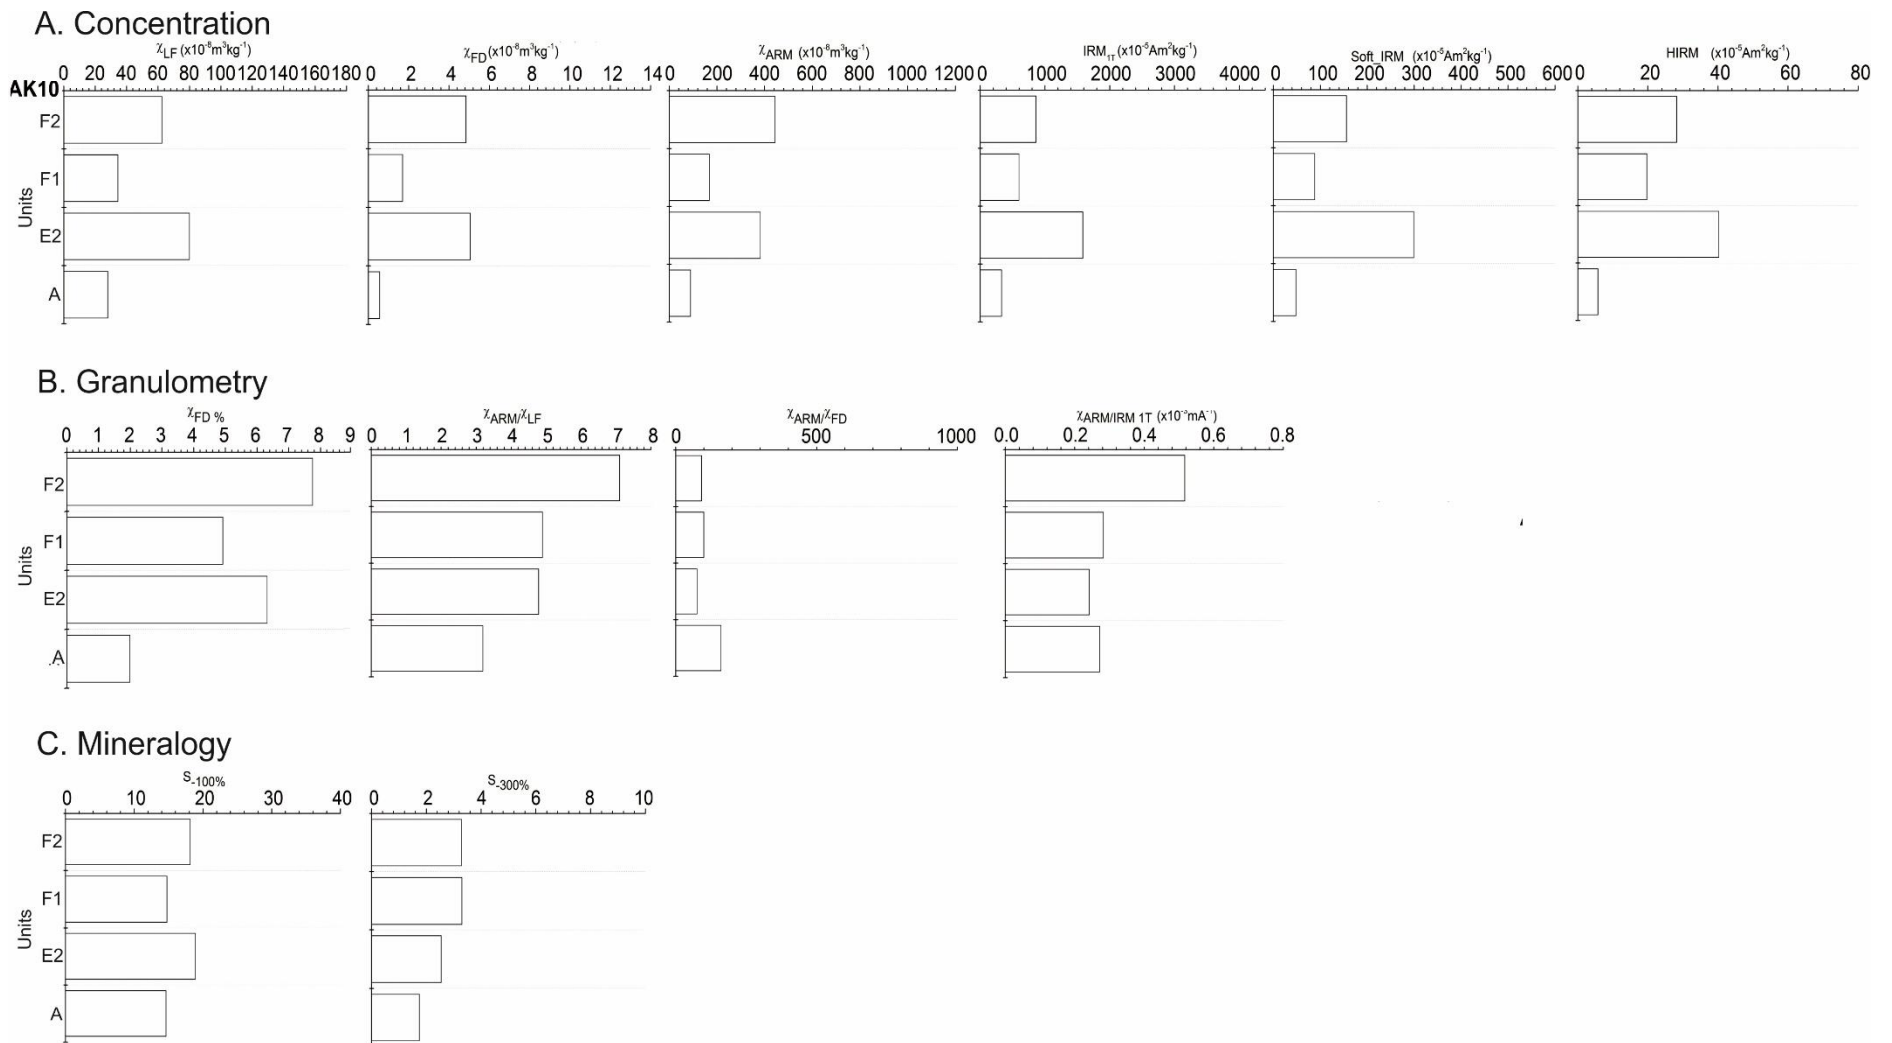 A. Concentration
χLF (x10⁻⁸m³kg⁻¹)
0 20 40 60 80 100 120 140 160 180
χFD (x10⁻⁸m³kg⁻¹)
0 2 4 6 8 10 12 14
χARM (x10⁻⁸m³kg⁻¹)
0 200 400 600 800 1000 1200
IRM1T (x10⁻⁵Am²kg⁻¹)
0 1000 2000 3000 4000
Soft_IRM (x10⁻⁵Am²kg⁻¹)
0 100 200 300 400 500 600
HIRM (x10⁻⁵Am²kg⁻¹)
0 20 40 60 80
AK10
F2
F1
E2
A
Units
B. Granulometry
χFD %
0 1 2 3 4 5 6 7 8 9
χARM/χLF
0 1 2 3 4 5 6 7 8
χARM/χFD
0 500 1000
χARM/IRM 1T
0.0 0.2 0.4 0.6 0.8
F2
F1
E2
A
Units
C. Mineralogy
S-100%
0 10 20 30 40
S-300%
0 2 4 6 8 10
F2
F1
E2
A
Units